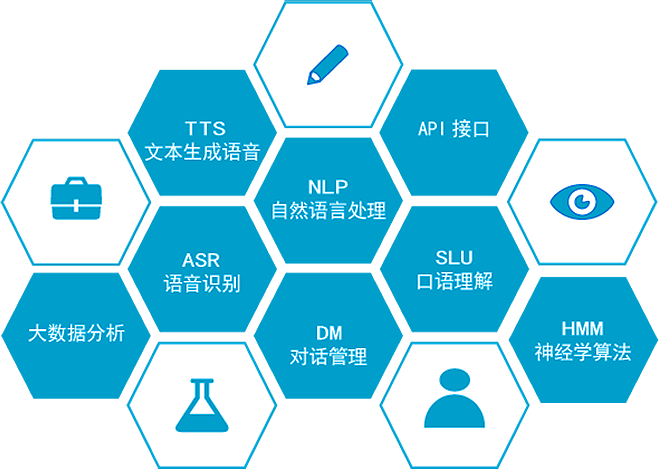 TTS
文本生成语音
API 接口
NLP
自然语言处理
ASR
语音识别
SLU
口语理解
大数据分析
DM
对话管理
HMM
神经学算法